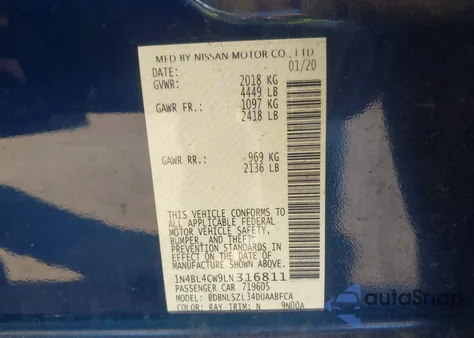 MFD BY NISSAN MOTOR CO., LTD
DATE: 01/20
GVWR: 2018 KG
4449 LB
GAWR FR.: 1097 KG
2418 LB
GAWR RR.: 969 KG
2136 LB
THIS VEHICLE CONFORMS TO
ALL APPLICABLE FEDERAL
MOTOR VEHICLE SAFETY,
BUMPER, AND THEFT
PREVENTION STANDARDS IN
EFFECT ON THE DATE OF
MANUFACTURE SHOWN ABOVE.
1N4BL4CW9LN316811
PASSENGER CAR 719605
MODEL: BDBNLSZL34DUAABFCA
COLOR: RAY TRIM: N 9N00A
autoSnap